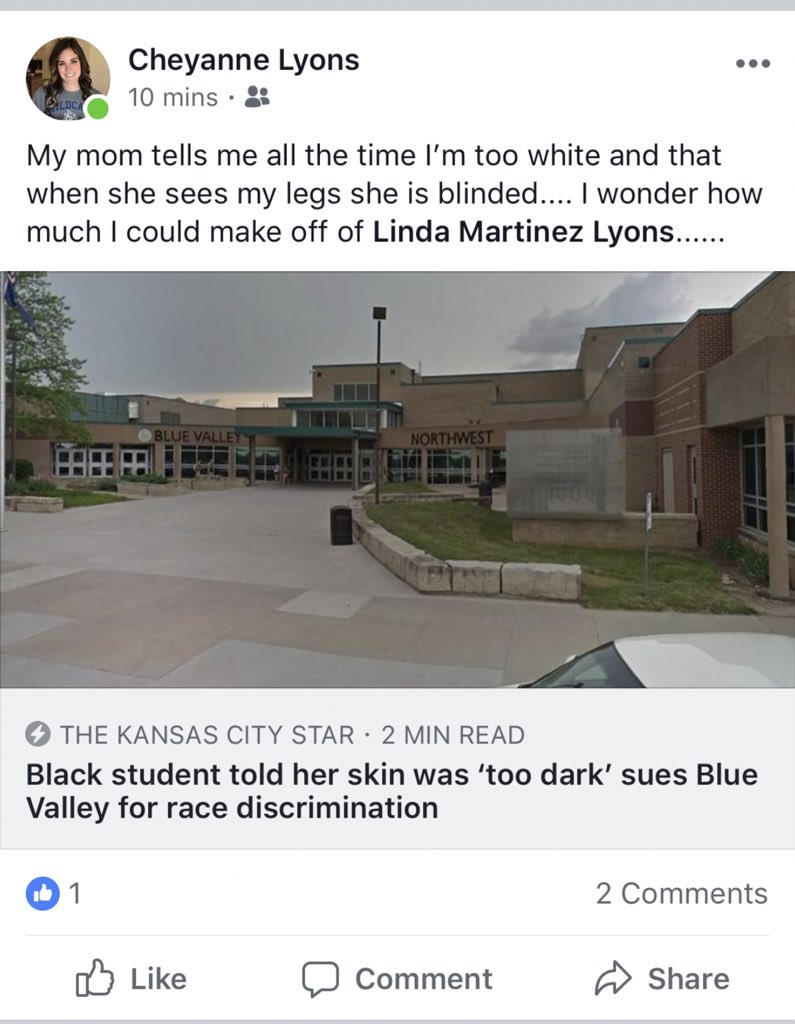 Cheyanne Lyons
10 mins ·
My mom tells me all the time I'm too white and that
when she sees my legs she is blinded.... I wonder how
much I could make off of Linda Martinez Lyons......
BLUE VALLEY
NORTHWEST
THE KANSAS CITY STAR · 2 MIN READ
Black student told her skin was 'too dark' sues Blue
Valley for race discrimination
1
2 Comments
Like
Comment
Share